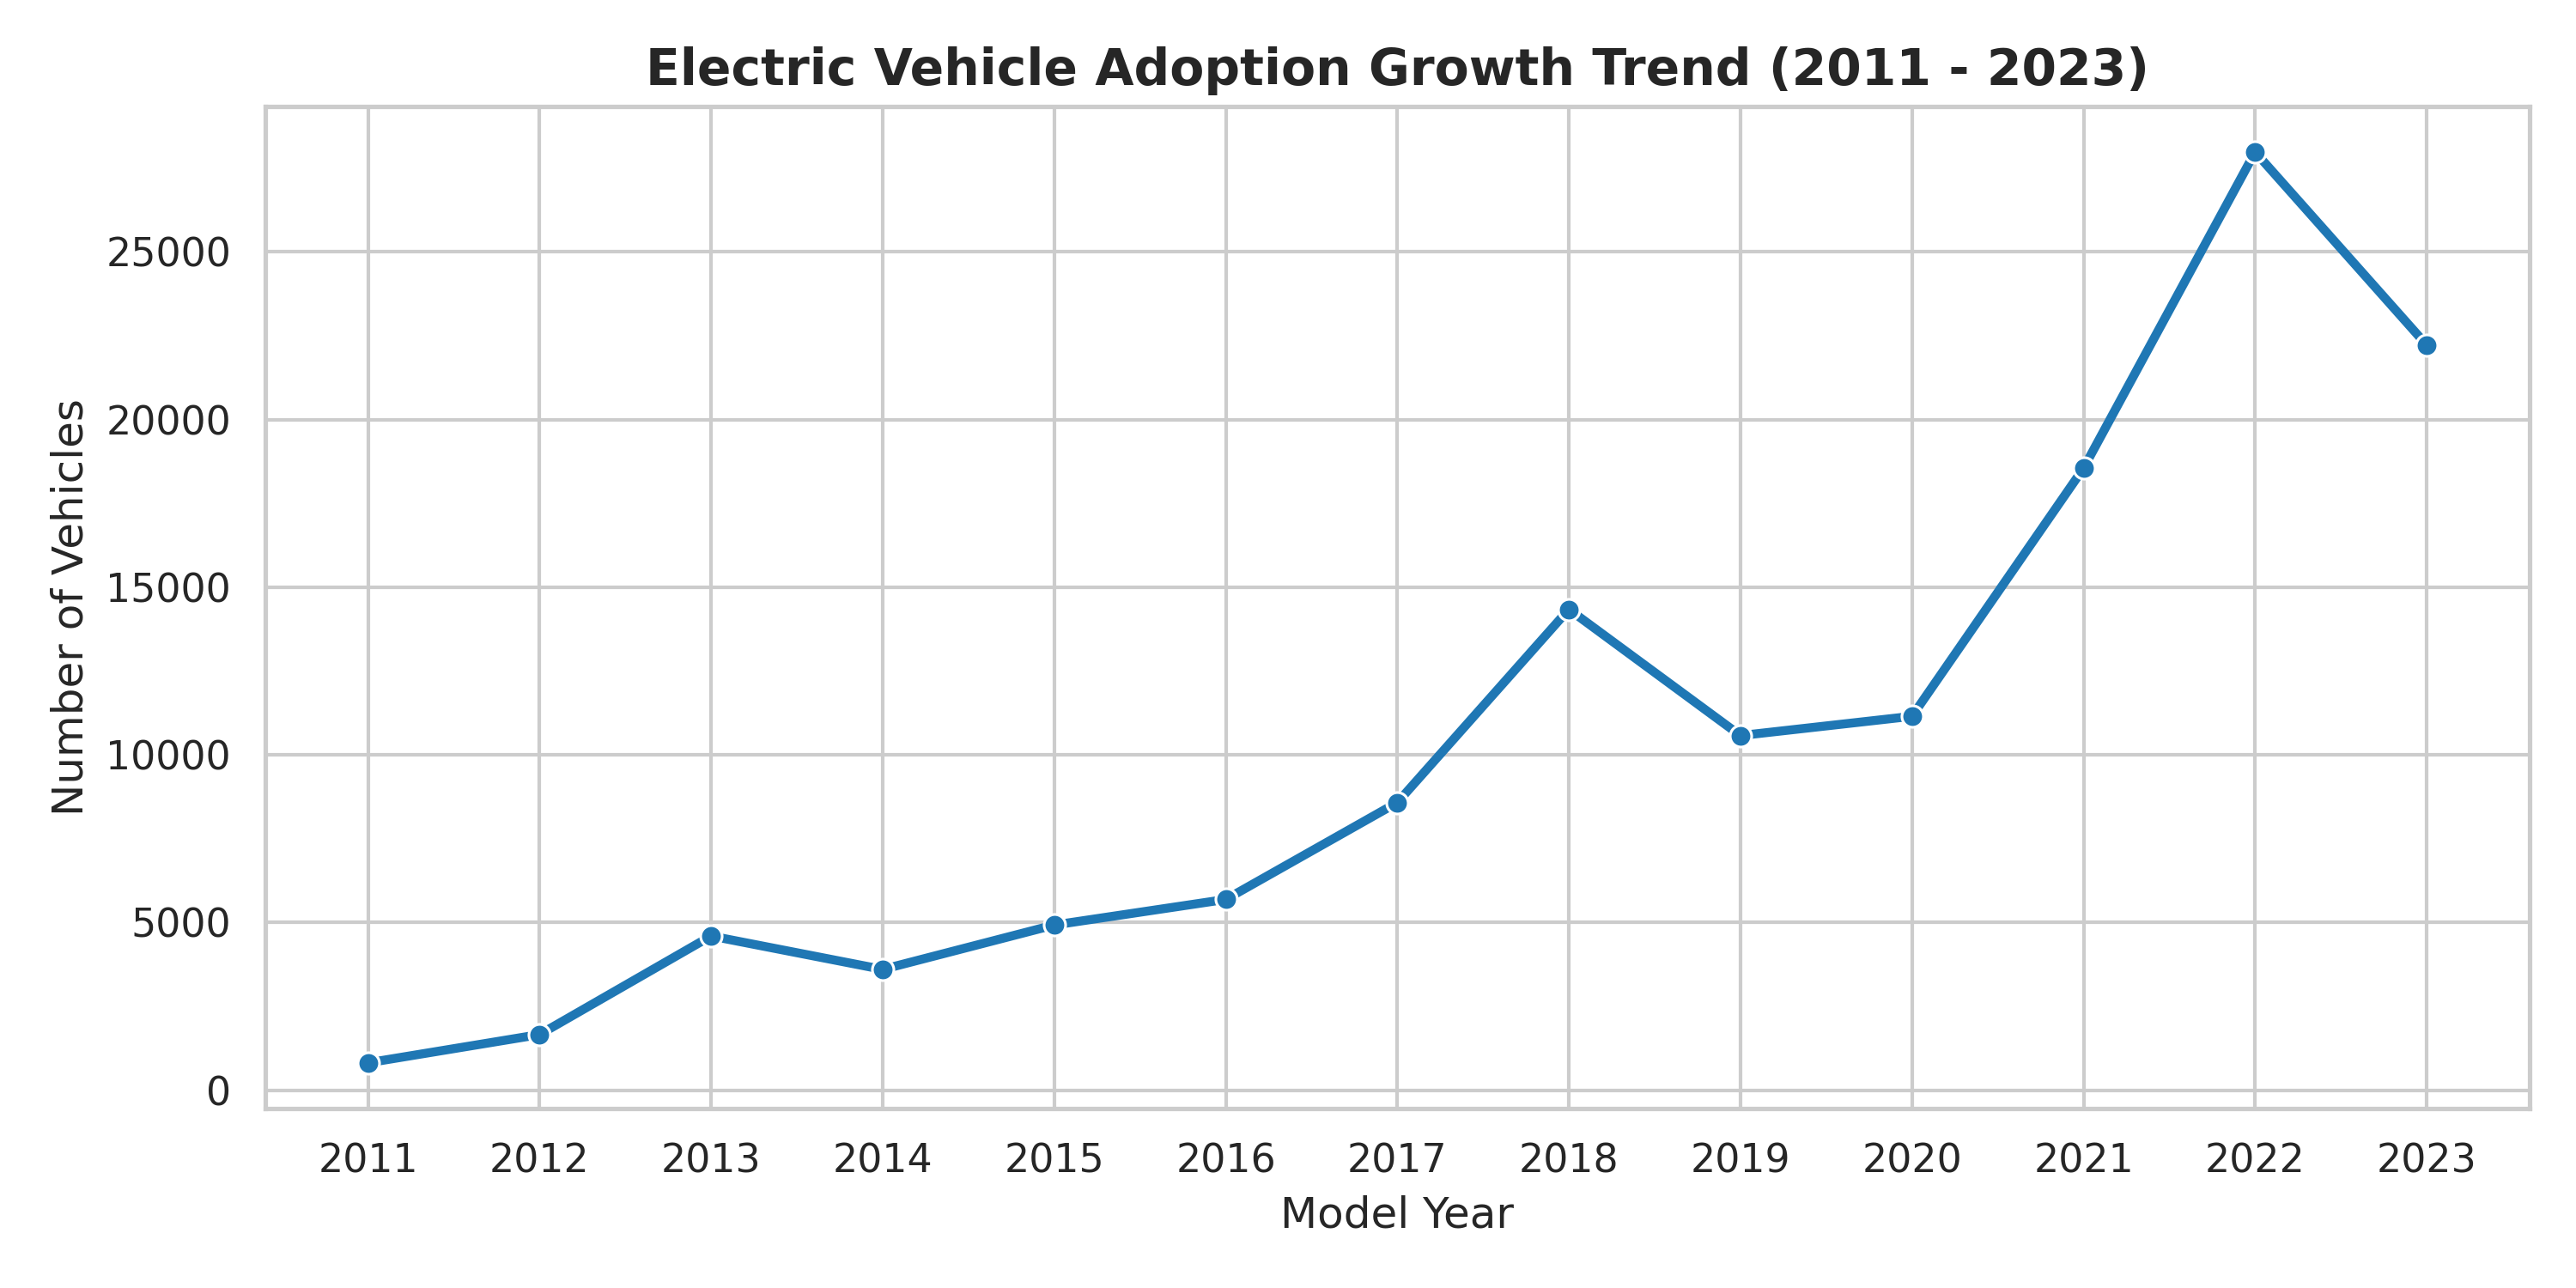 Electric Vehicle Adoption Growth Trend (2011 - 2023)
Number of Vehicles
25000
20000
15000
10000
5000
0
2011 2012 2013 2014 2015 2016 2017 2018 2019 2020 2021 2022 2023
Model Year